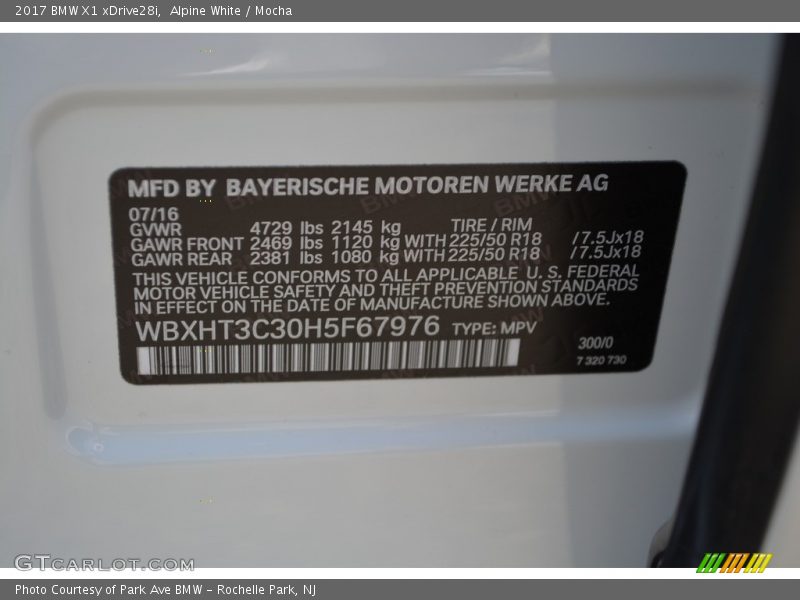 2017 BMW X1 xDrive28i,  Alpine White / Mocha
MFD BY BAYERISCHE MOTOREN WERKE AG
07/16
GVWR 4729 lbs 2145 kg TIRE / RIM
GAWR FRONT 2469 lbs 1120 kg WITH 225/50 R18 /7.5Jx18
GAWR REAR 2381 lbs 1080 kg WITH 225/50 R18 /7.5Jx18
THIS VEHICLE CONFORMS TO ALL APPLICABLE U. S. FEDERAL
MOTOR VEHICLE SAFETY AND THEFT PREVENTION STANDARDS
IN EFFECT ON THE DATE OF MANUFACTURE SHOWN ABOVE.
WBXHT3C30H5F67976 TYPE: MPV
300/0
7 320 730
GTCARLOT.COM
Photo Courtesy of Park Ave BMW - Rochelle Park, NJ